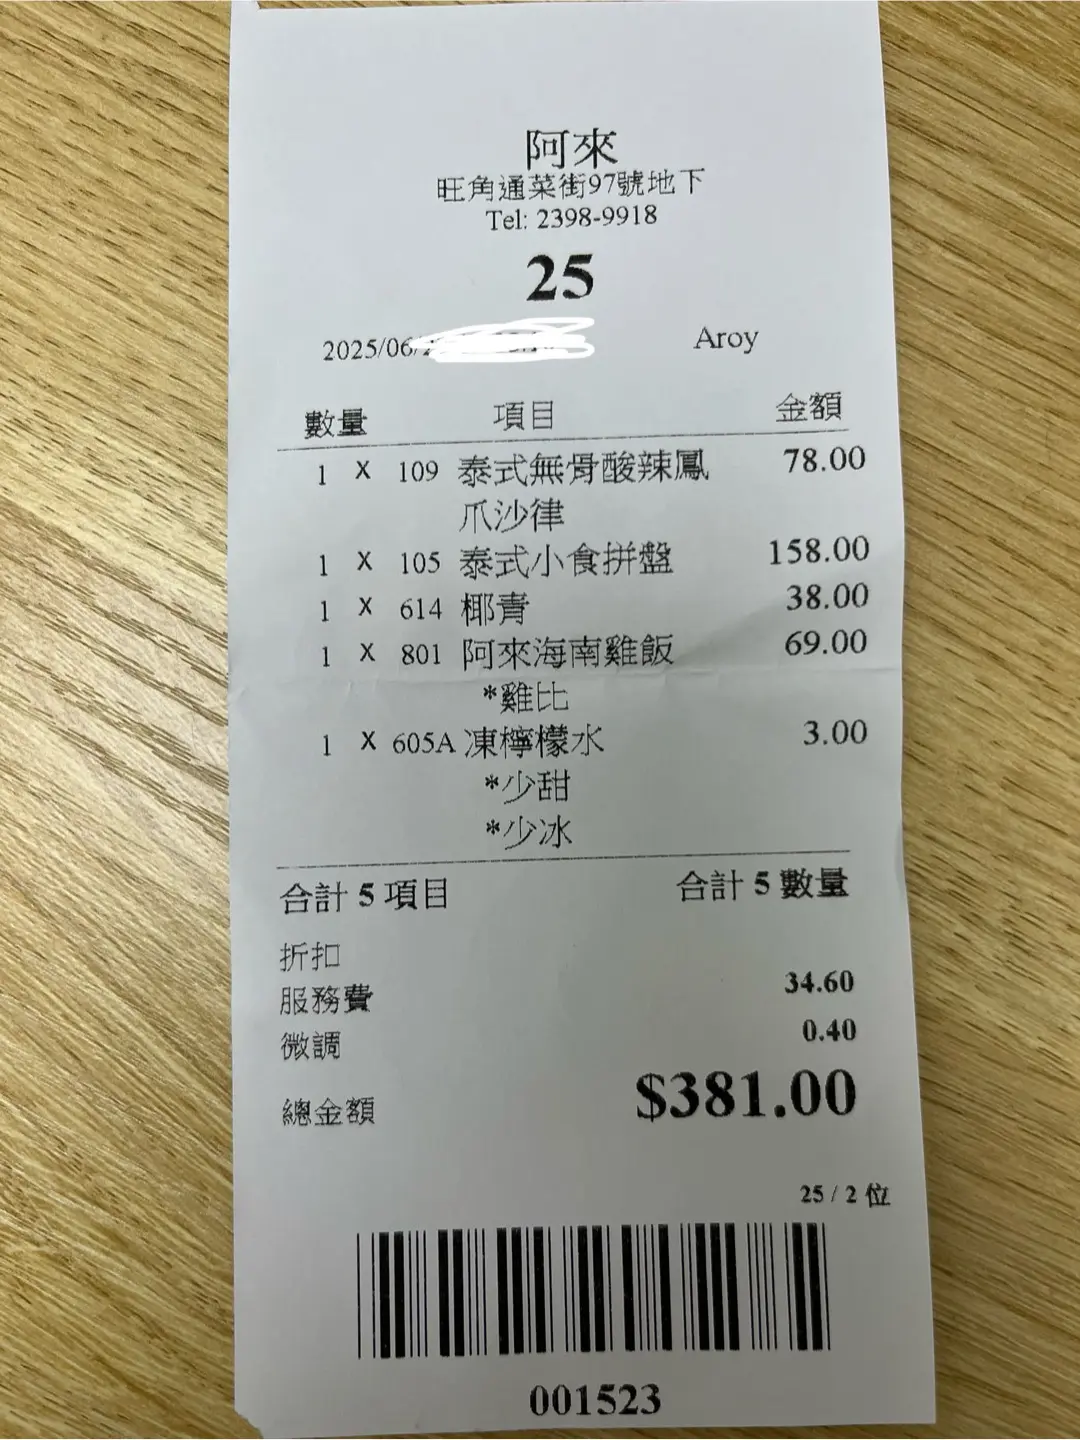 阿來
旺角通菜街97號地下
Tel: 2398-9918
25
2025/06/ Aroy
數量 項目 金額
1 X 109 泰式無骨酸辣鳳 78.00
爪沙律
1 X 105 泰式小食拼盤 158.00
1 X 614 椰青 38.00
1 X 801 阿來海南雞飯 69.00
*雞比
1 X 605A 凍檸檬水 3.00
*少甜
*少冰
合計 5 項目 合計 5 數量
折扣
服務費 34.60
微調 0.40
總金額 $381.00
25 / 2 位
001523